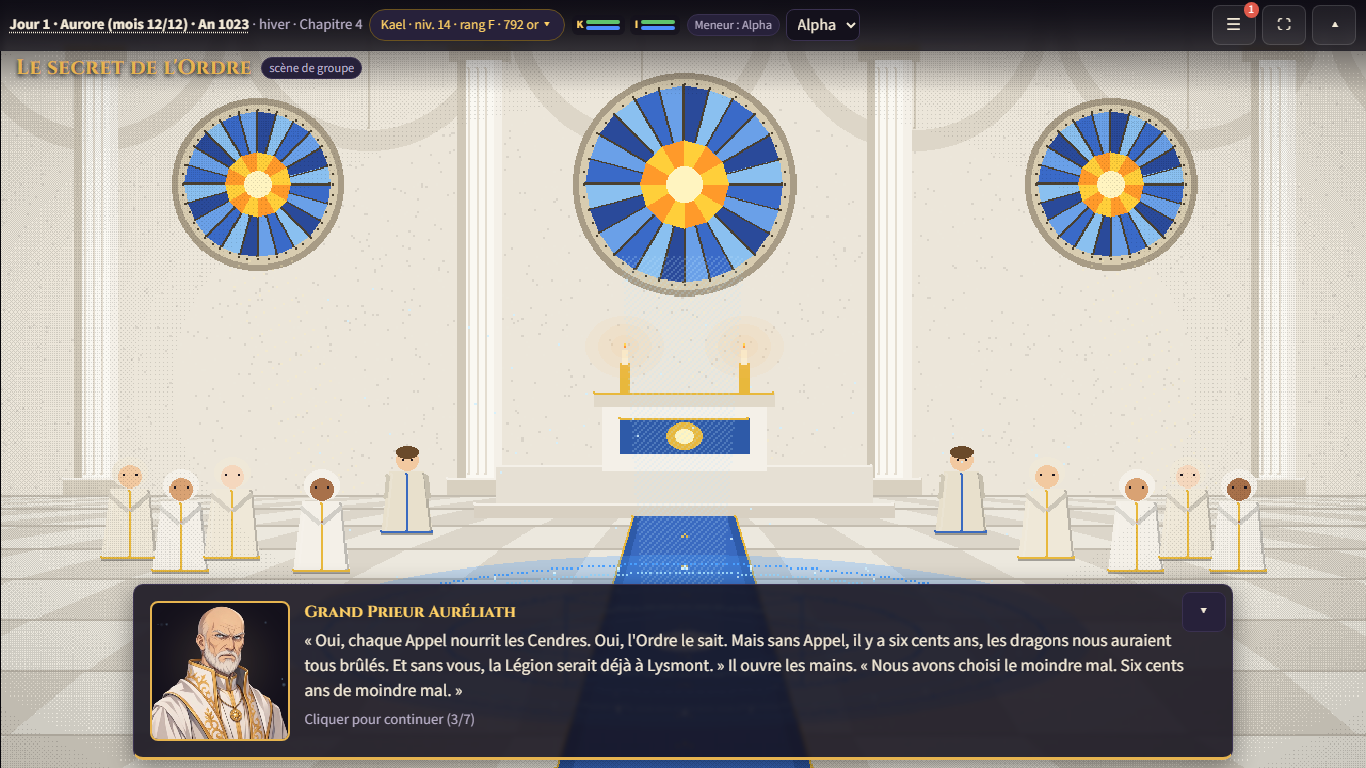 Jour 1 · Aurore (mois 12/12) · An 1023 · hiver · Chapitre 4 Kael · niv. 14 · rang F · 792 or ▾ K I Meneur : Alpha Alpha ☰ 1 ▲
Le secret de l'Ordre scène de groupe
Grand Prieur Auréliath
« Oui, chaque Appel nourrit les Cendres. Oui, l'Ordre le sait. Mais sans Appel, il y a six cents ans, les dragons nous auraient
tous brûlés. Et sans vous, la Légion serait déjà à Lysmont. » Il ouvre les mains. « Nous avons choisi le moindre mal. Six cents
ans de moindre mal. »
Cliquer pour continuer (3/7)